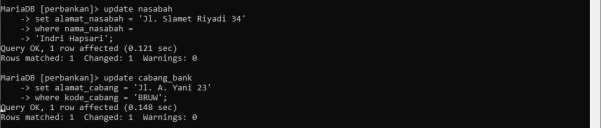 MariaDB [perbankan]> update nasabah
    -> set alamat_nasabah = 'Jl. Slamet Riyadi 34'
    -> where nama_nasabah =
    -> 'Indri Hapsari';
Query OK, 1 row affected (0.121 sec)
Rows matched: 1  Changed: 1  Warnings: 0

MariaDB [perbankan]> update cabang_bank
    -> set alamat_cabang = 'Jl. A. Yani 23'
    -> where kode_cabang = 'BRUW';
Query OK, 1 row affected (0.148 sec)
Rows matched: 1  Changed: 1  Warnings: 0